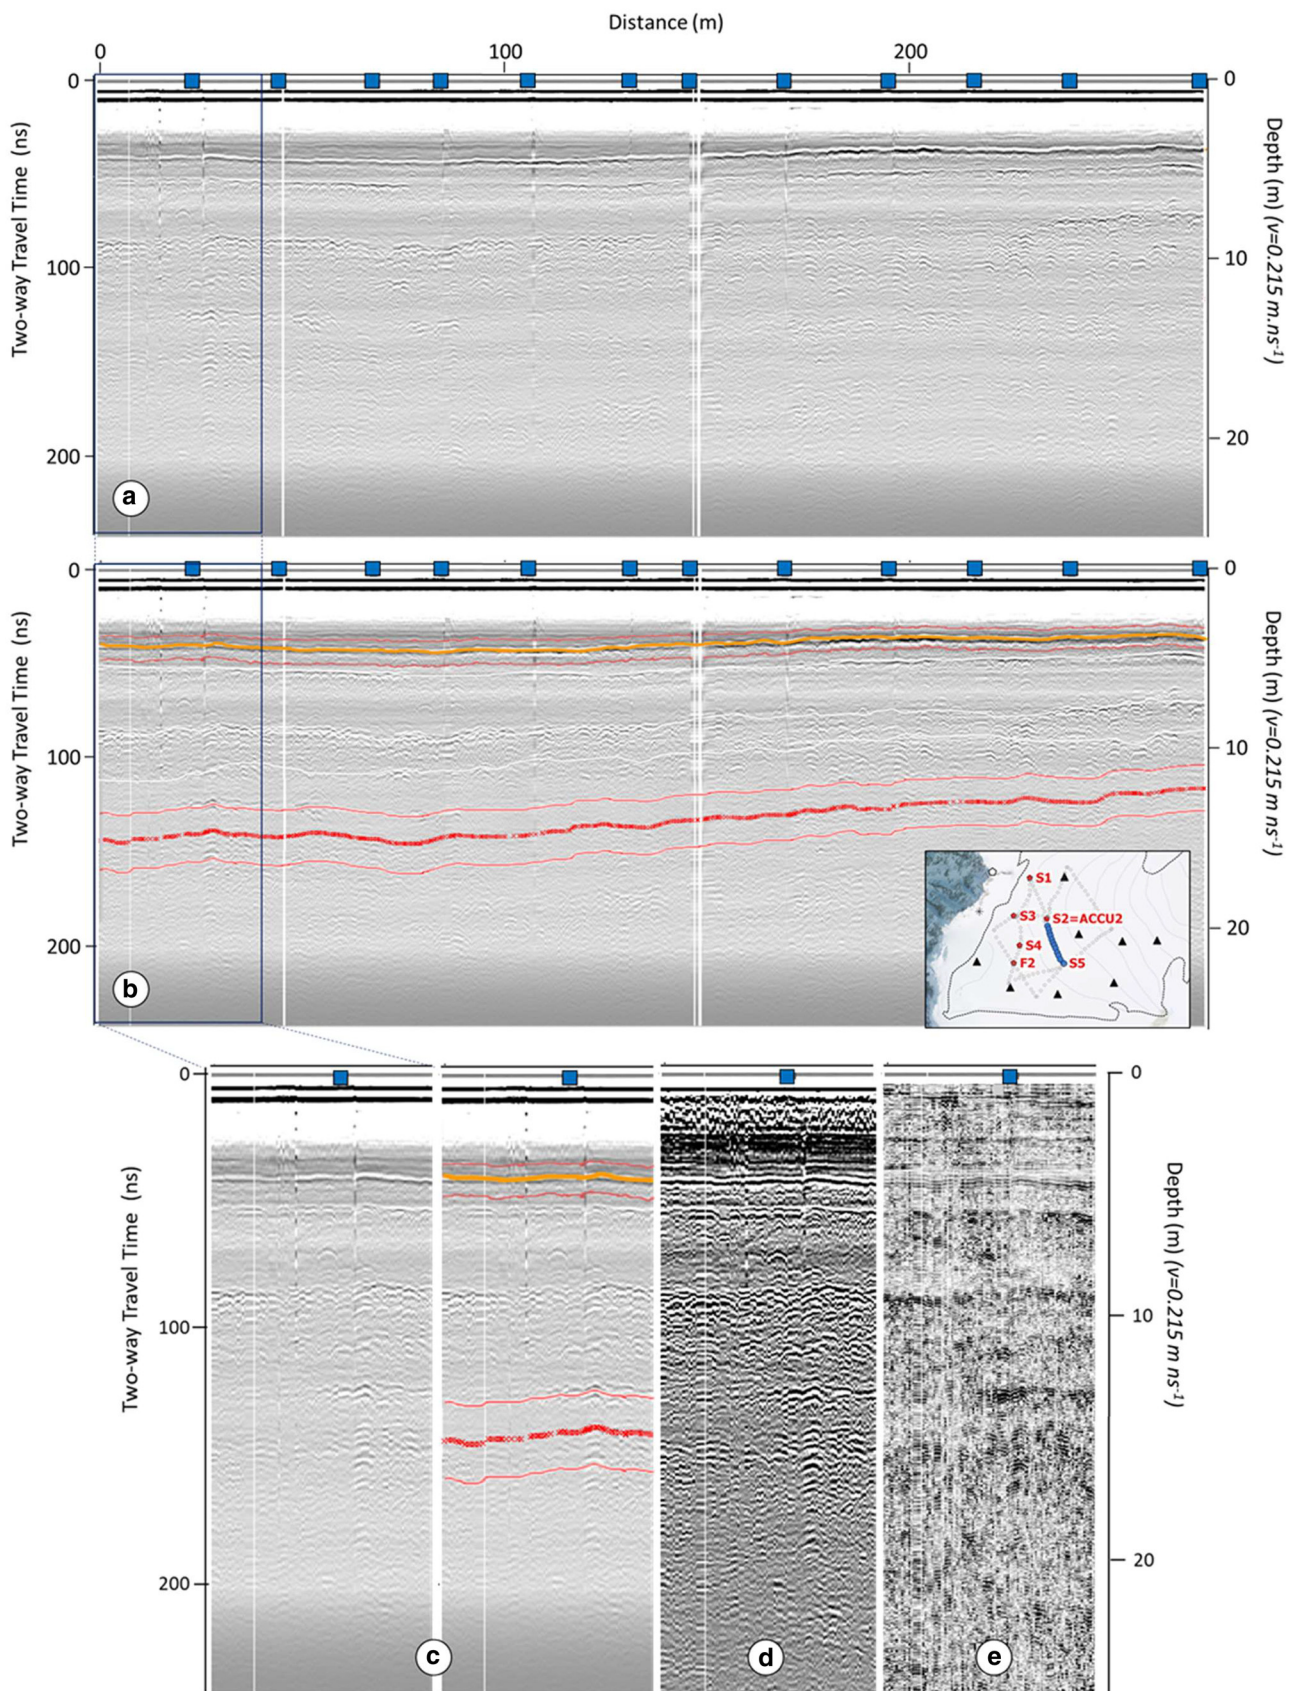 Distance (m)
0 100 200
0
100
200
Two-way Travel Time (ns)
0
10
20
Depth (m) (v=0.215 m.ns-1)
a
0
100
200
Two-way Travel Time (ns)
0
10
20
Depth (m) (v=0.215 m ns-1)
S1
S3
S2=ACCU2
S4
F2
S5
b
0
100
200
Two-way Travel Time (ns)
0
10
20
Depth (m) (v=0.215 m ns-1)
c
d
e